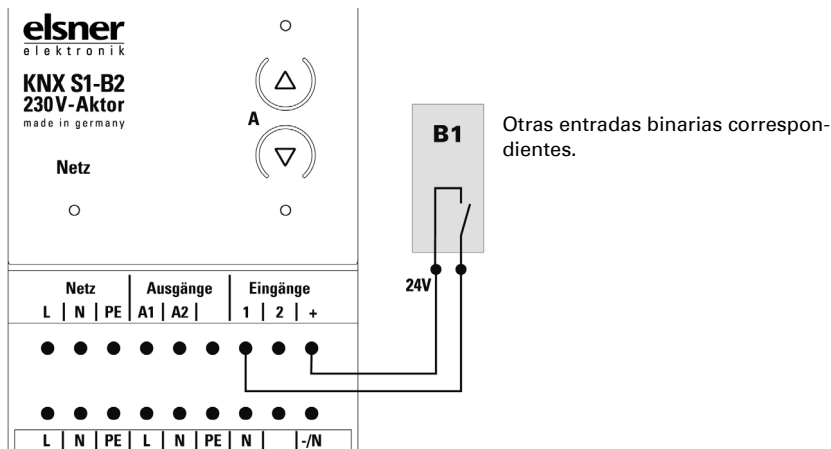 elsner
elektronik
KNX S1-B2
230V-Aktor
made in germany
A
Netz
B1
Otras entradas binarias correspon-
dientes.
24V
Netz | Ausgänge | Eingänge
L | N | PE | A1 | A2 | | 1 | 2 | +
L | N | PE | L | N | PE | N | | -/N